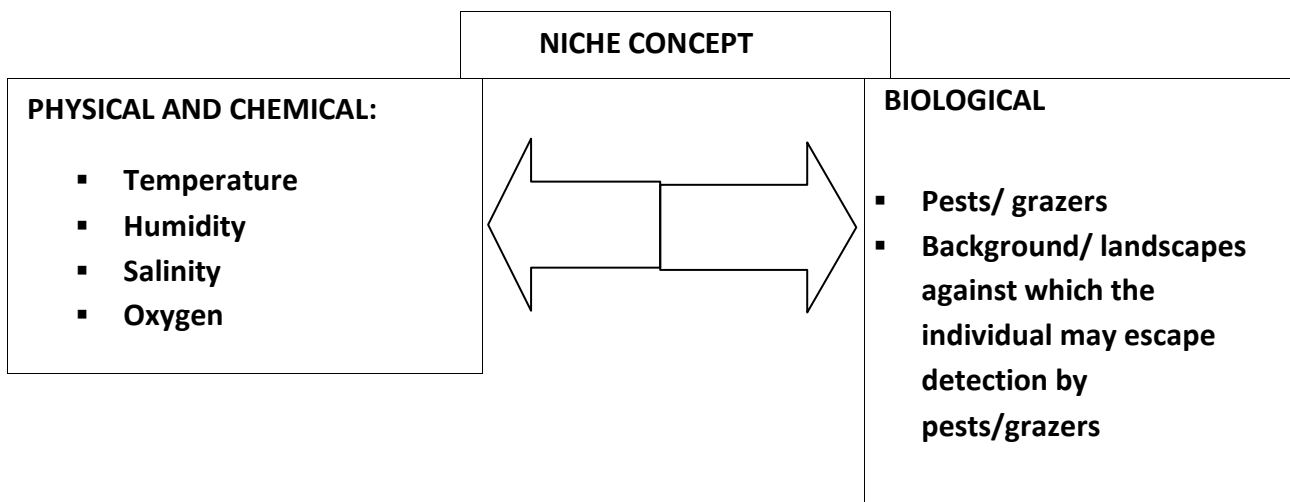 NICHE CONCEPT
PHYSICAL AND CHEMICAL:
▪ Temperature
▪ Humidity
▪ Salinity
▪ Oxygen
BIOLOGICAL
▪ Pests/ grazers
▪ Background/ landscapes
against which the
individual may escape
detection by
pests/grazers